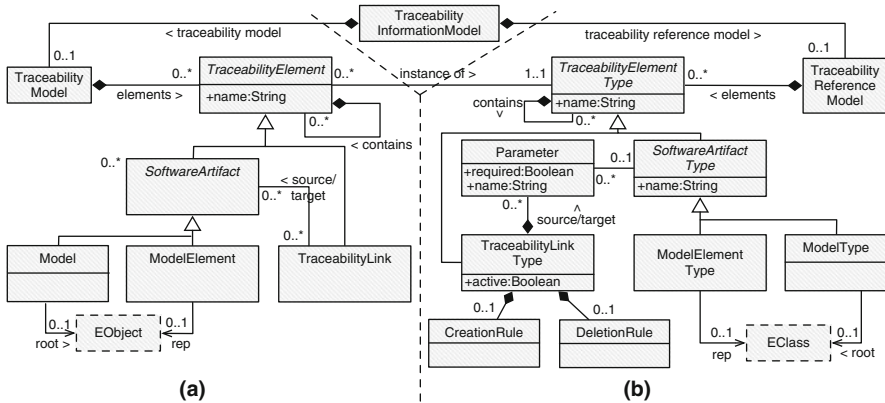 Traceability
InformationModel
< traceability model
traceability reference model >
0..1
0..1
Traceability
Model
elements >
0..*
TraceabilityElement
+name:String
0..*
instance of >
1..1
TraceabilityElement
Type
+name:String
0..*
< elements
Traceability
Reference
Model
0..*
< contains
contains
v
0..*
0..*
SoftwareArtifact
< source/
target
0..*
0..*
Parameter
+required:Boolean
+name:String
0..1
0..*
SoftwareArtifact
Type
+name:String
0..*
^
source/target
Model
ModelElement
TraceabilityLink
TraceabilityLink
Type
+active:Boolean
ModelElement
Type
ModelType
0..1
root >
EObject
0..1
rep
0..1
0..1
CreationRule
DeletionRule
0..1
rep
EClass
0..1
< root
(a)
(b)